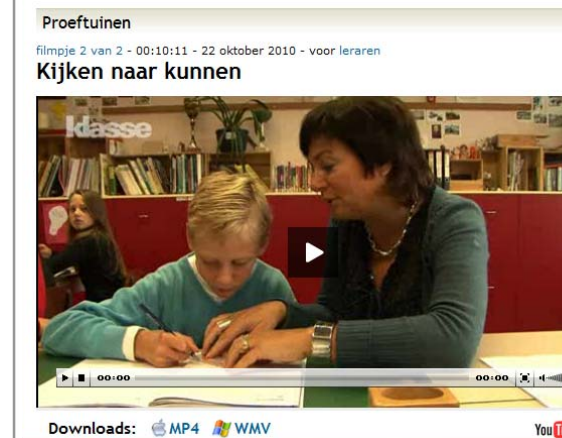 Proeftuinen
filmpje 2 van 2 - 00:10:11 - 22 oktober 2010 - voor leraren
Kijken naar kunnen
klasse
00:00 00:00
Downloads: MP4 WMV You